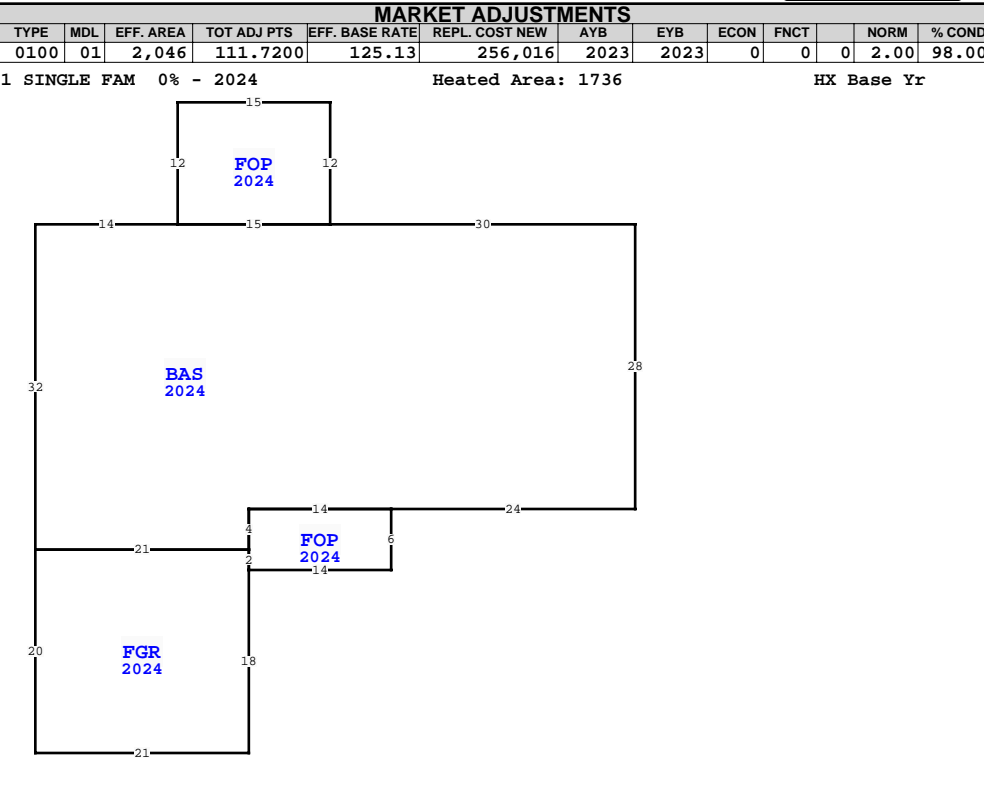 MARKET ADJUSTMENTS
TYPE MDL EFF. AREA TOT ADJ PTS EFF. BASE RATE REPL. COST NEW AYB EYB ECON FNCT NORM % COND
0100 01 2,046 111.7200 125.13 256,016 2023 2023 0 0 0 2.00 98.00
1 SINGLE FAM 0% - 2024 Heated Area: 1736 HX Base Yr
15
12 FOP 12
2024
14 15 30
28
BAS
32
2024
14 24
4
FOP 6
21
2024
2
14
FGR
20
2024
18
21